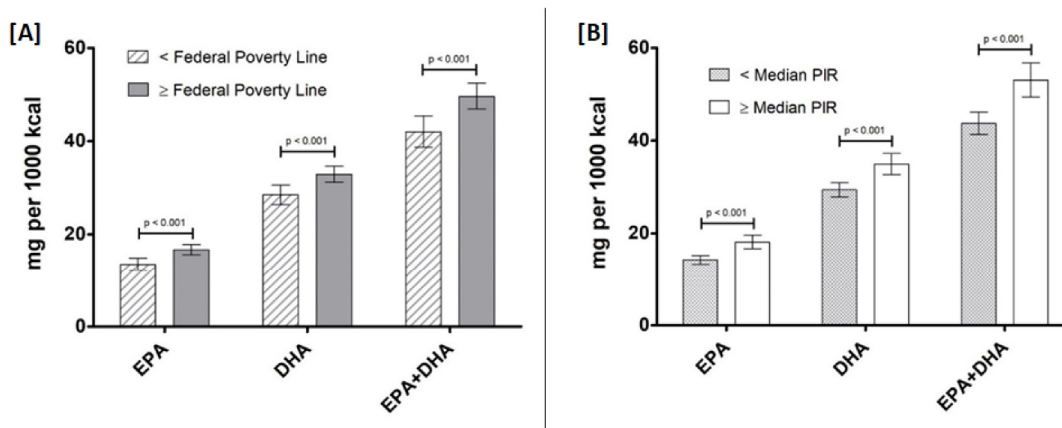 [A]
60
40
20
0
mg per 1000 kcal
< Federal Poverty Line
≥ Federal Poverty Line
p < 0.001
p < 0.001
p < 0.001
EPA
DHA
EPA+DHA
[B]
60
40
20
0
mg per 1000 kcal
< Median PIR
≥ Median PIR
p < 0.001
p < 0.001
p < 0.001
EPA
DHA
EPA+DHA